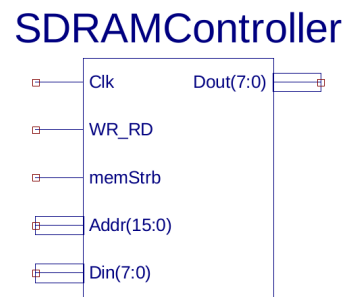 SDRAMController
Clk Dout(7:0)
WR_RD
memStrb
Addr(15:0)
Din(7:0)